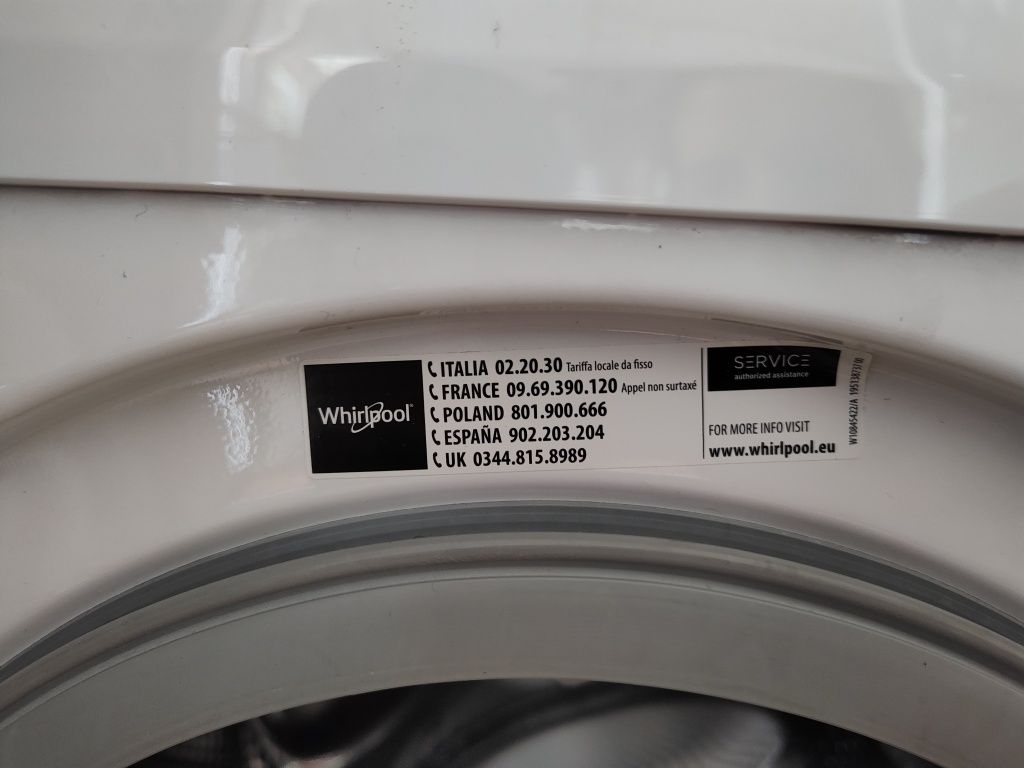 Whirlpool
ITALIA 02.20.30 Tariffa locale da fisso
FRANCE 09.69.390.120 Appel non surtaxé
POLAND 801.900.666
ESPAÑA 902.203.204
UK 0344.815.8989
SERVICE
authorized assistance
FOR MORE INFO VISIT
www.whirlpool.eu